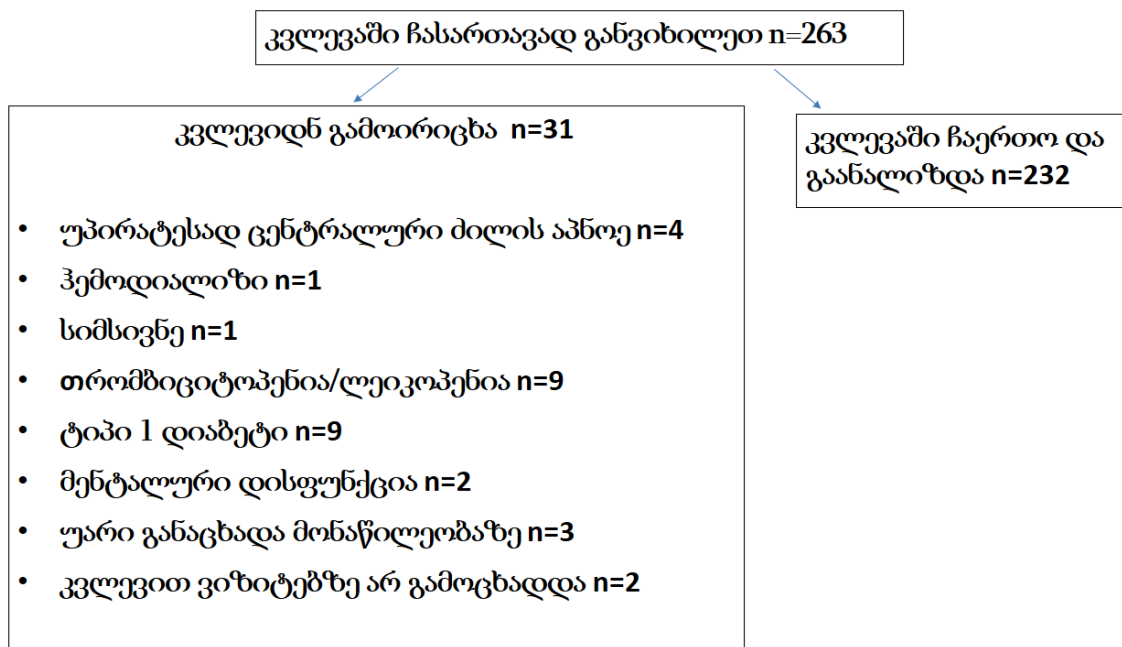 კვლევაში ჩასართავად განვიხილეთ n=263
კვლევიდნ გამოირიცხა n=31
კვლევაში ჩაერთო და
გაანალიზდა n=232
• უპირატესად ცენტრალური ძილის აპნოე n=4
• ჰემოდიალიზი n=1
• სიმსივნე n=1
• თრომბიციტოპენია/ლეიკოპენია n=9
• ტიპი 1 დიაბეტი n=9
• მენტალური დისფუნქცია n=2
• უარი განაცხადა მონაწილეობაზე n=3
• კვლევით ვიზიტებზე არ გამოცხადდა n=2